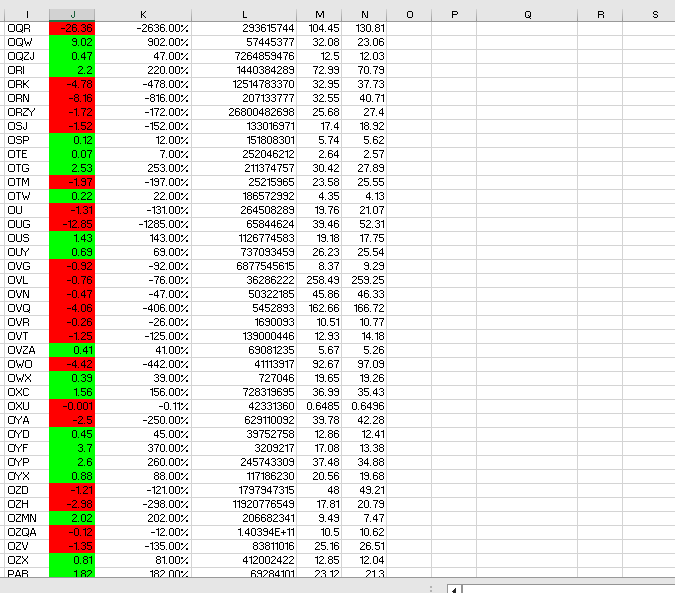 I J K L M N O P Q R S
OQR -26.36 -2636.00% 293615744 104.45 130.81
OQW 9.02 902.00% 57445377 32.08 23.06
OQZJ 0.47 47.00% 7264859476 12.5 12.03
ORI 2.2 220.00% 1440384289 72.99 70.79
ORK -4.78 -478.00% 12514783370 32.95 37.73
ORN -8.16 -816.00% 207133777 32.55 40.71
ORZY -1.72 -172.00% 26800482698 25.68 27.4
OSJ -1.52 -152.00% 133016971 17.4 18.92
OSP 0.12 12.00% 151808301 5.74 5.62
OTE 0.07 7.00% 252046212 2.64 2.57
OTG 2.53 253.00% 211374757 30.42 27.89
OTM -1.97 -197.00% 25215965 23.58 25.55
OTW 0.22 22.00% 186572992 4.35 4.13
OU -1.31 -131.00% 264508289 19.76 21.07
OUG -12.85 -1285.00% 65844624 39.46 52.31
OUS 1.43 143.00% 1126774583 19.18 17.75
OUY 0.69 69.00% 737093459 26.23 25.54
OVG -0.92 -92.00% 6877545615 8.37 9.29
OVL -0.76 -76.00% 36286222 258.49 259.25
OVN -0.47 -47.00% 50322185 45.86 46.33
OVQ -4.06 -406.00% 5452893 162.66 166.72
OVR -0.26 -26.00% 1690093 10.51 10.77
OVT -1.25 -125.00% 139000446 12.93 14.18
OVZA 0.41 41.00% 69081235 5.67 5.26
OWO -4.42 -442.00% 41113917 92.67 97.09
OWX 0.39 39.00% 727046 19.65 19.26
OXC 1.56 156.00% 728319695 36.99 35.43
OXU -0.001 -0.11% 42331360 0.6485 0.6496
OYA -2.5 -250.00% 629110092 39.78 42.28
OYD 0.45 45.00% 39752758 12.86 12.41
OYF 3.7 370.00% 3209217 17.08 13.38
OYP 2.6 260.00% 245743309 37.48 34.88
OYX 0.88 88.00% 117186230 20.56 19.68
OZD -1.21 -121.00% 1797947315 48 49.21
OZH -2.98 -298.00% 11920776549 17.81 20.79
OZMN 2.02 202.00% 206682341 9.49 7.47
OZQA -0.12 -12.00% 1.40394E+11 10.5 10.62
OZV -1.35 -135.00% 83811016 25.16 26.51
OZX 0.81 81.00% 412002422 12.85 12.04
PAB 1.82 182.00% 69284101 23.12 21.3